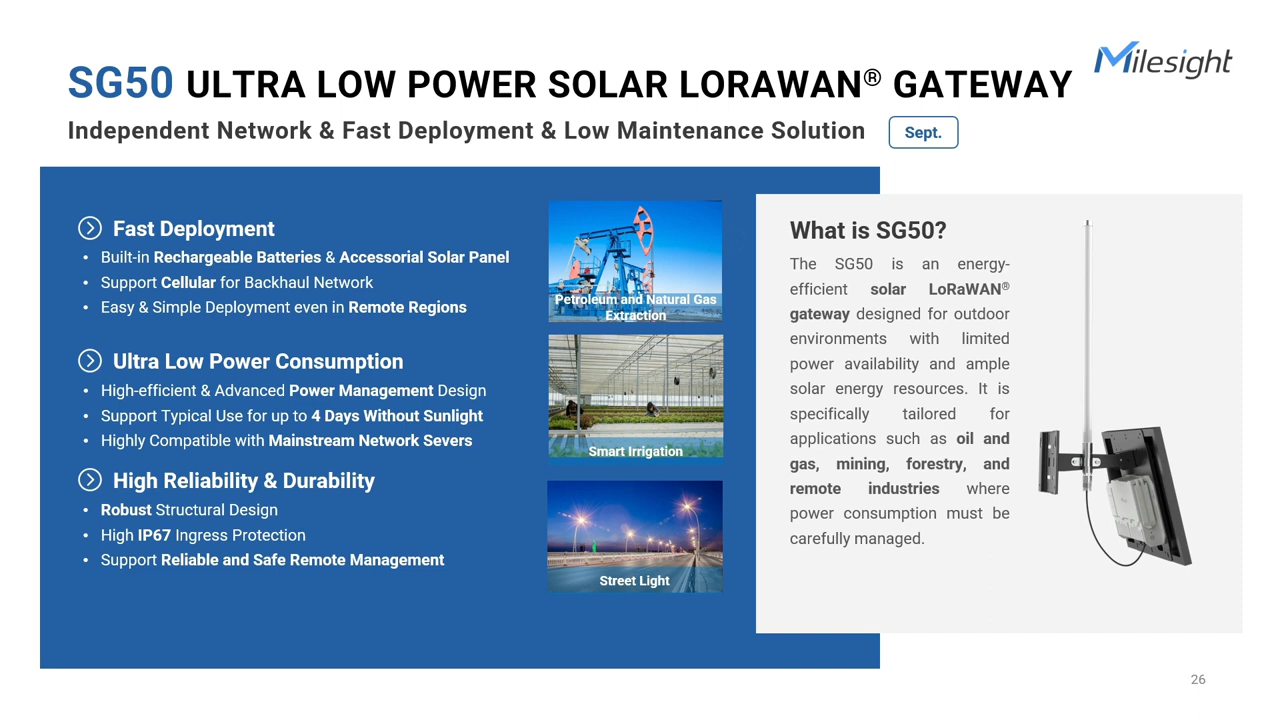 Milesight
SG50 ULTRA LOW POWER SOLAR LORAWAN® GATEWAY
Independent Network & Fast Deployment & Low Maintenance Solution
Sept.
Fast Deployment
• Built-in Rechargeable Batteries & Accessorial Solar Panel
• Support Cellular for Backhaul Network
• Easy & Simple Deployment even in Remote Regions
Ultra Low Power Consumption
• High-efficient & Advanced Power Management Design
• Support Typical Use for up to 4 Days Without Sunlight
• Highly Compatible with Mainstream Network Severs
High Reliability & Durability
• Robust Structural Design
• High IP67 Ingress Protection
• Support Reliable and Safe Remote Management
Petroleum and Natural Gas
Extraction
Smart Irrigation
Street Light
What is SG50?
The SG50 is an energy-
efficient solar LoRaWAN®
gateway designed for outdoor
environments with limited
power availability and ample
solar energy resources. It is
specifically tailored for
applications such as oil and
gas, mining, forestry, and
remote industries where
power consumption must be
carefully managed.
26